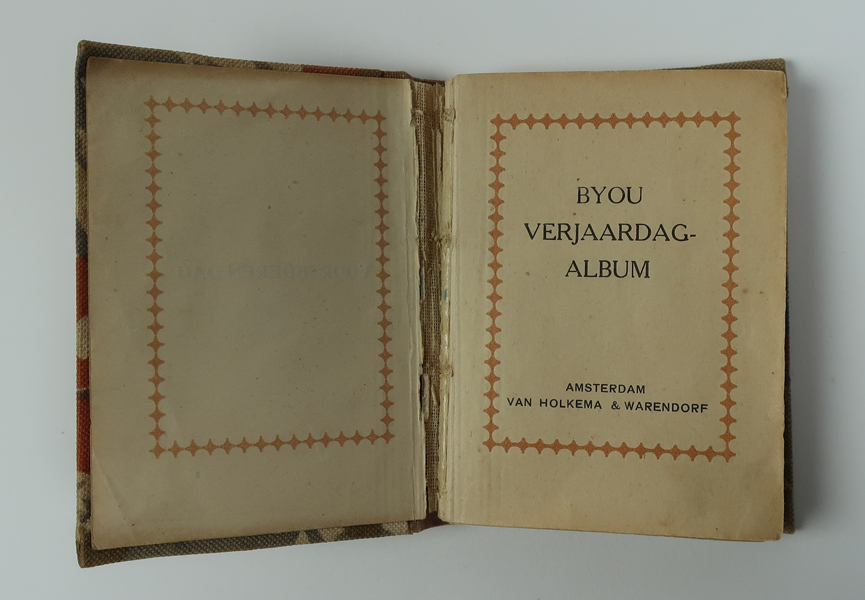 BYOU
VERJAARDAG-
ALBUM
AMSTERDAM
VAN HOLKEMA & WARENDORF